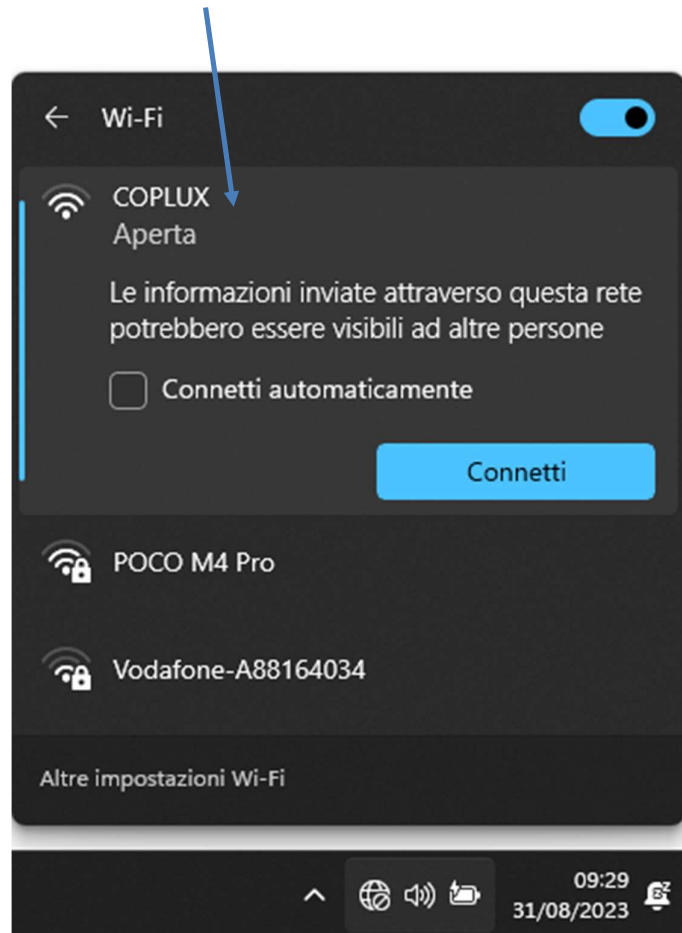 Wi-Fi
COPLUX
Aperta
Le informazioni inviate attraverso questa rete
potrebbero essere visibili ad altre persone
Connetti automaticamente
Connetti
POCO M4 Pro
Vodafone-A88164034
Altre impostazioni Wi-Fi
09:29
31/08/2023